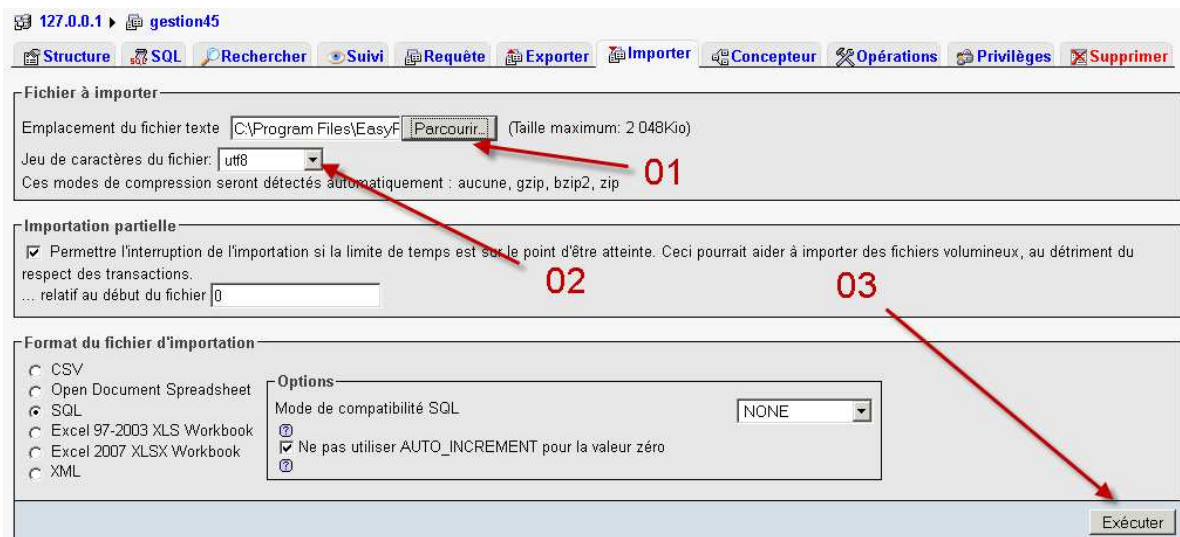 127.0.0.1 gestion45
Structure SQL Rechercher Suivi Requête Exporter Importer Concepteur Opérations Privilèges Supprimer
Fichier à importer
Emplacement du fichier texte C:\Program Files\EasyF Parcourir... (Taille maximum: 2 048Kio)
Jeu de caractères du fichier: utf8
01
Ces modes de compression seront détectés automatiquement : aucune, gzip, bzip2, zip
Importation partielle
Permettre l'interruption de l'importation si la limite de temps est sur le point d'être atteinte. Ceci pourrait aider à importer des fichiers volumineux, au détriment du
respect des transactions.
02
03
... relatif au début du fichier 0
Format du fichier d'importation
CSV
Open Document Spreadsheet
SQL
Excel 97-2003 XLS Workbook
Excel 2007 XLSX Workbook
XML
Options
Mode de compatibilité SQL NONE
Ne pas utiliser AUTO_INCREMENT pour la valeur zéro
Exécuter